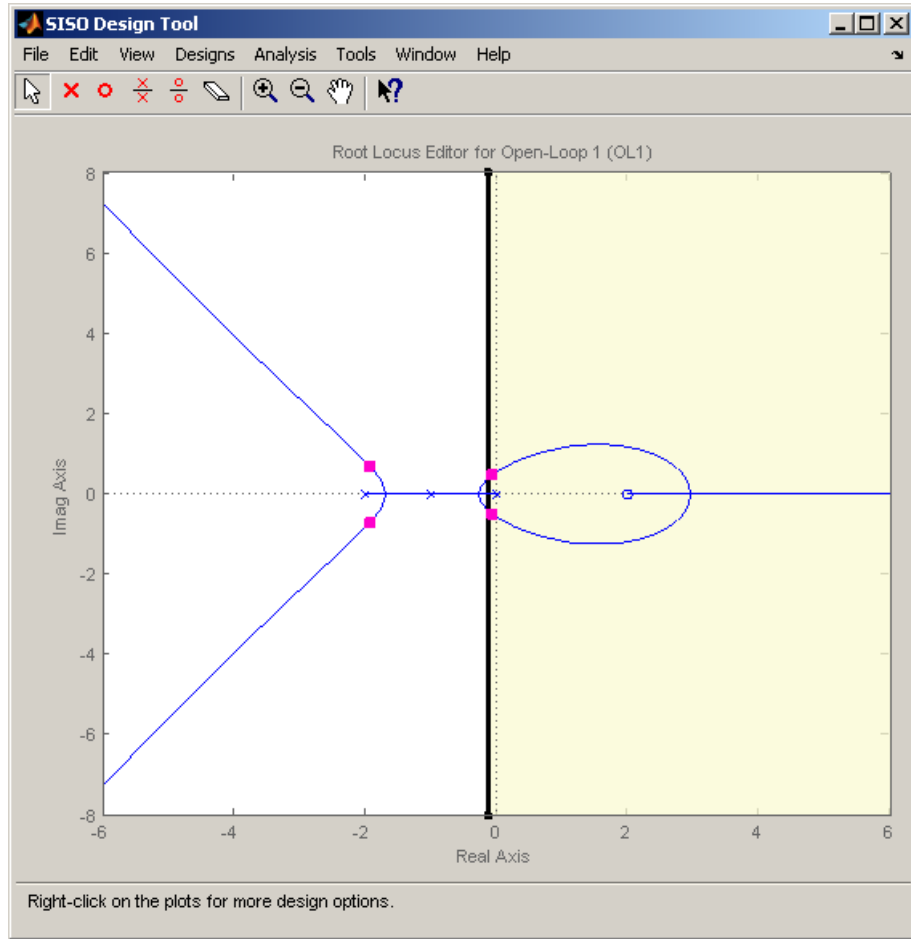 SISO Design Tool
File Edit View Designs Analysis Tools Window Help
Root Locus Editor for Open-Loop 1 (OL1)
8
6
4
2
0
-2
-4
-6
-8
Imag Axis
-6 -4 -2 0 2 4 6
Real Axis
Right-click on the plots for more design options.